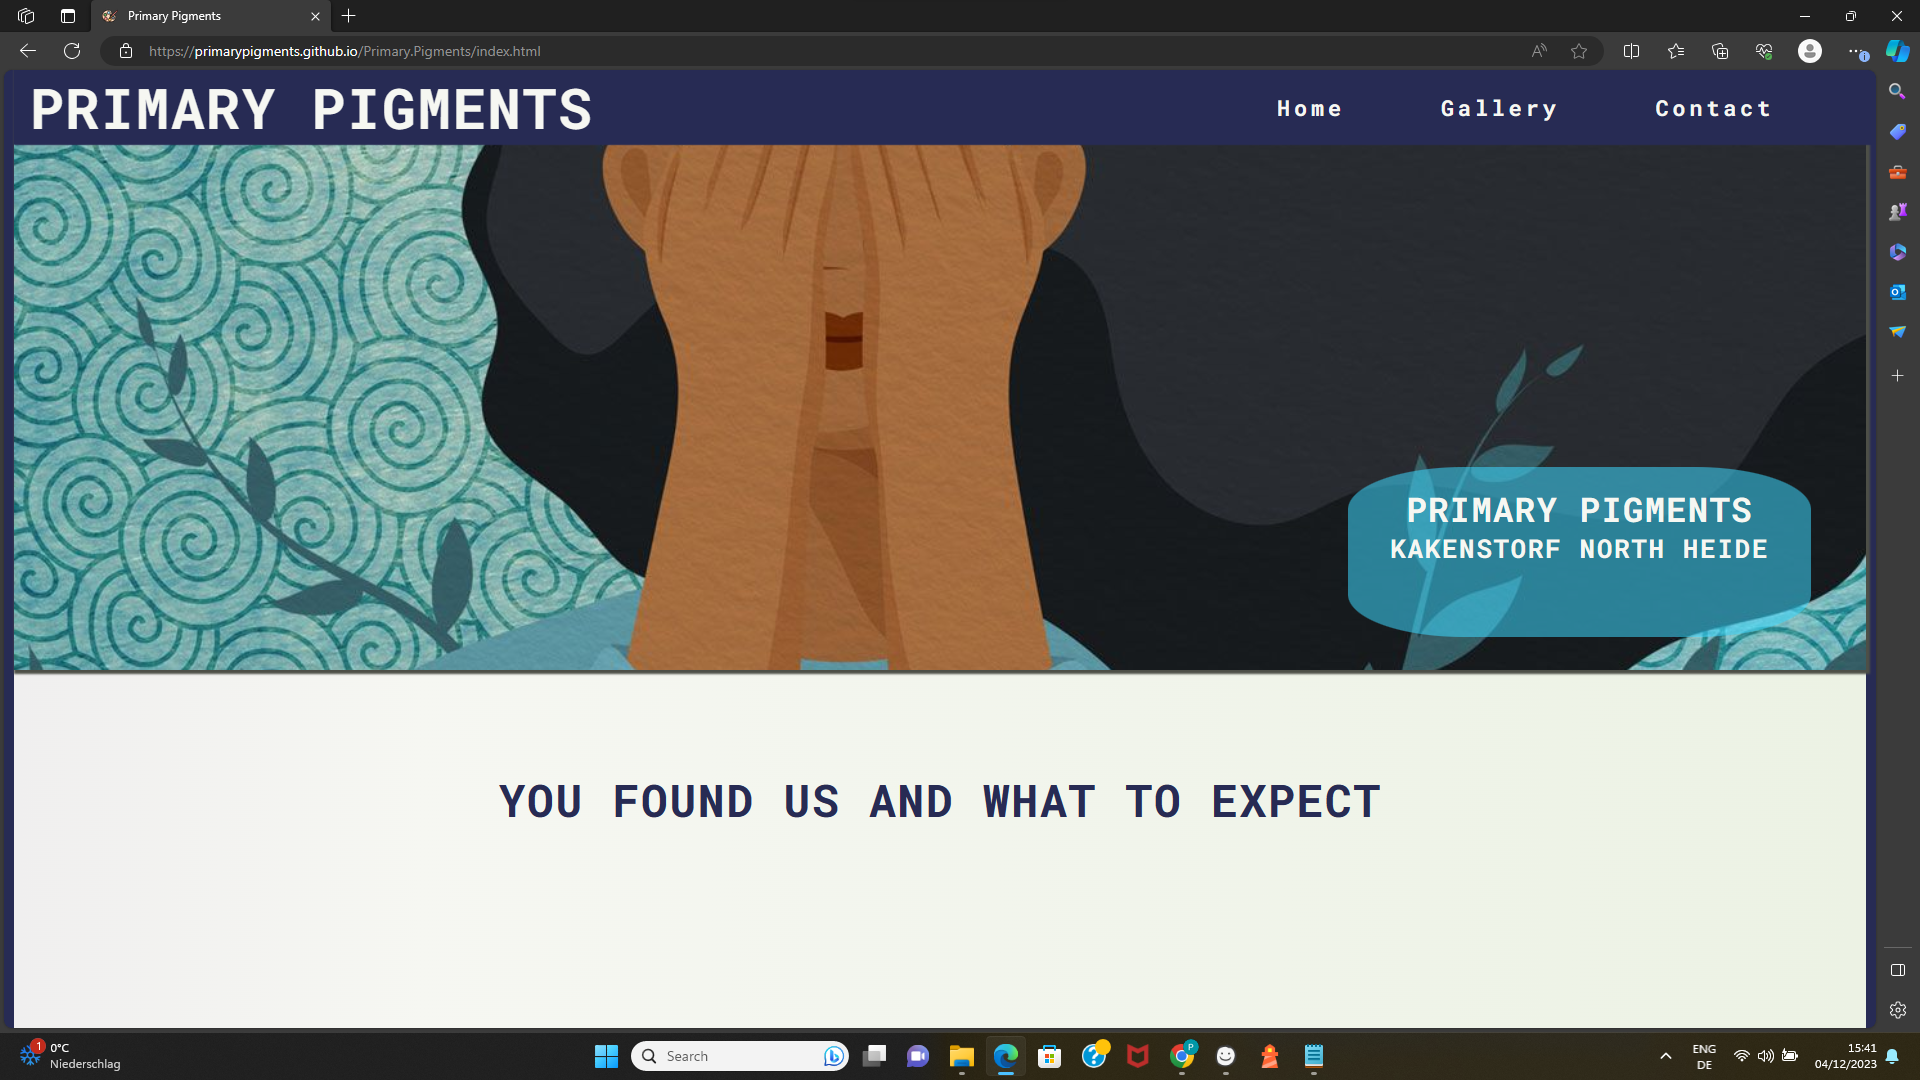 Primary Pigments
https://primarypigments.github.io/Primary.Pigments/index.html
PRIMARY PIGMENTS
Home Gallery Contact
PRIMARY PIGMENTS
KAKENSTORF NORTH HEIDE
YOU FOUND US AND WHAT TO EXPECT
1
0°C
Niederschlag
Search
P
ENG
DE
15:41
04/12/2023